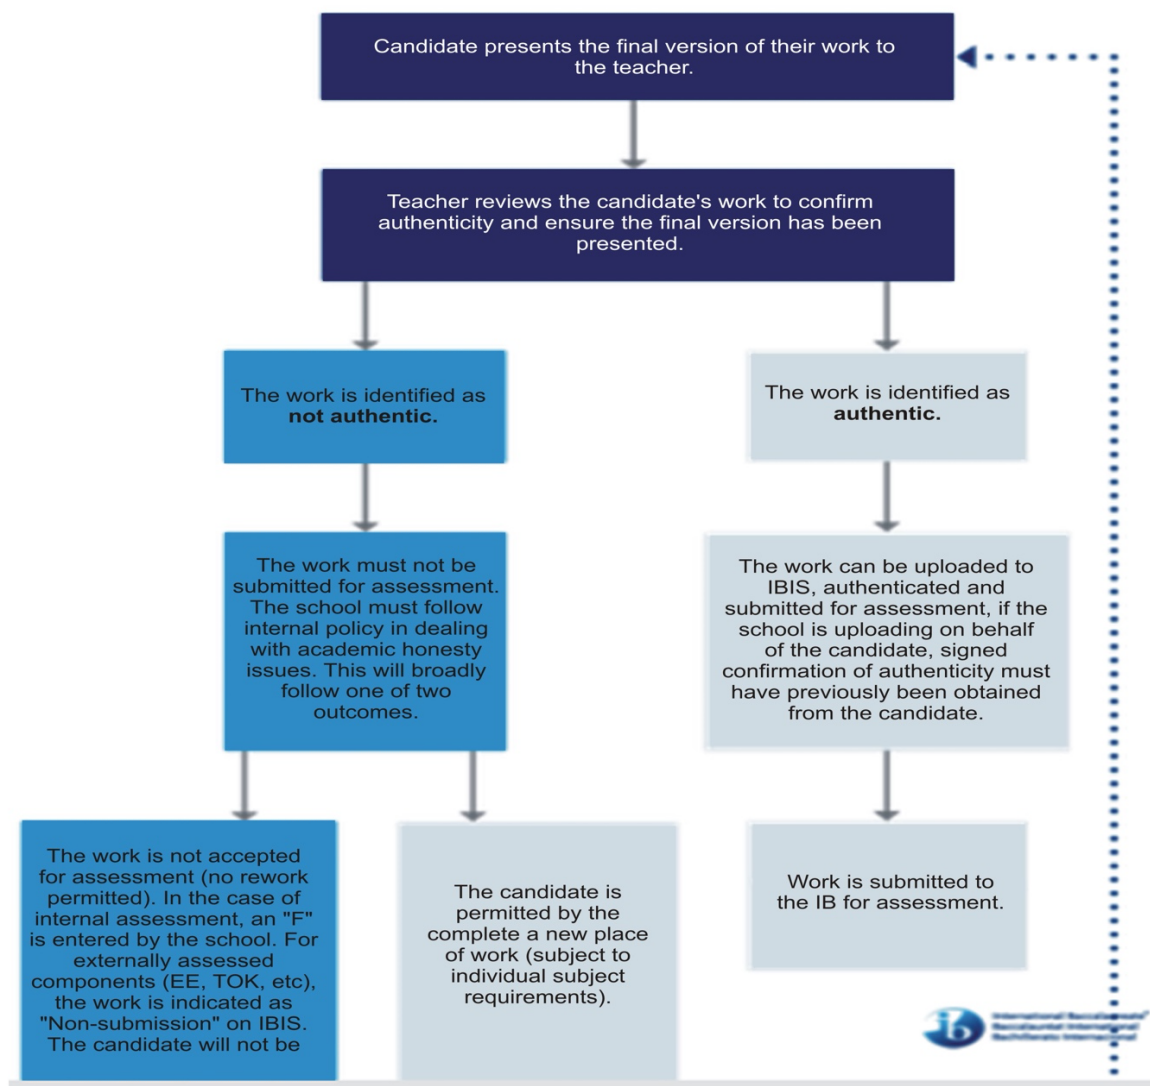 Candidate presents the final version of their work to
the teacher.
Teacher reviews the candidate's work to confirm
authenticity and ensure the final version has been
presented.
The work is identified as
not authentic.
The work is identified as
authentic.
The work must not be
submitted for assessment.
The school must follow
internal policy in dealing
with academic honesty
issues. This will broadly
follow one of two
outcomes.
The work can be uploaded to
IBIS, authenticated and
submitted for assessment, if the
school is uploading on behalf
of the candidate, signed
confirmation of authenticity must
have previously been obtained
from the candidate.
The work is not accepted
for assessment (no rework
permitted). In the case of
internal assessment, an "F"
is entered by the school. For
externally assessed
components (EE, TOK, etc),
the work is indicated as
"Non-submission" on IBIS.
The candidate will not be
The candidate is
permitted by the
complete a new place
of work (subject to
individual subject
requirements).
Work is submitted to
the IB for assessment.
ib
International Baccalaureate
Baccalauréat International
Bachillerato Internacional